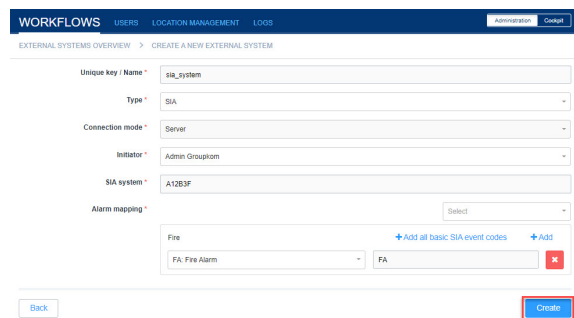 WORKFLOWS USERS LOCATION MANAGEMENT LOGS Administration Cockpit
EXTERNAL SYSTEMS OVERVIEW > CREATE A NEW EXTERNAL SYSTEM
Unique key / Name * sia_system
Type * SIA
Connection mode * Server
Initiator * Admin Groupkom
SIA system * A12B3F
Alarm mapping * Select
Fire + Add all basic SIA event codes + Add
FA: Fire Alarm FA
Back Create